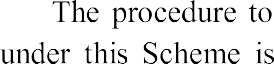 The procedure to
under this Scheme is